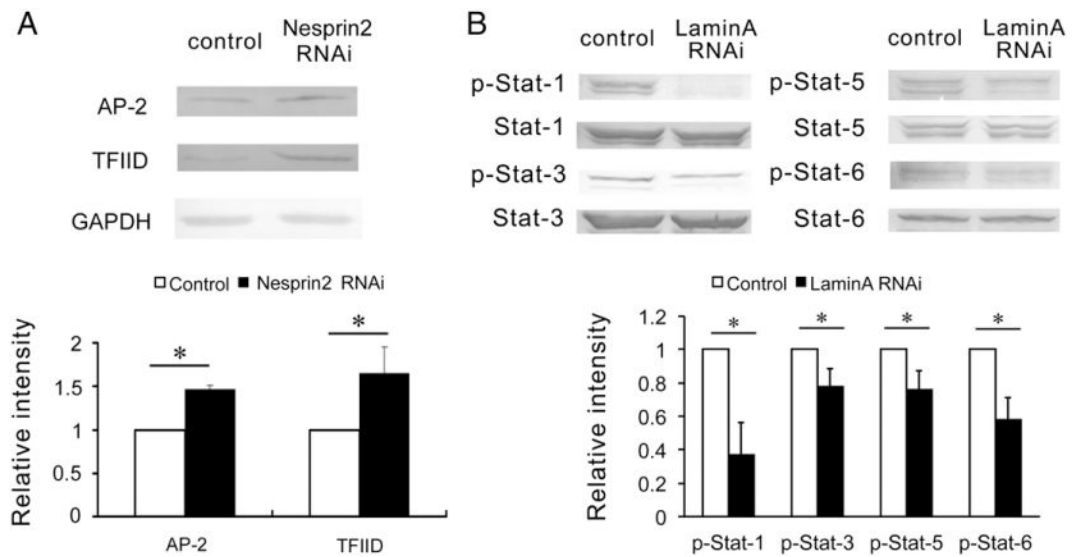 A
control
Nesprin2
RNAi
AP-2
TFIID
GAPDH
□ Control ■ Nesprin2 RNAi
Relative intensity
2
1.5
1
0.5
0
*
*
AP-2
TFIID
B
control
LaminA
RNAi
p-Stat-1
Stat-1
p-Stat-3
Stat-3
control
LaminA
RNAi
p-Stat-5
Stat-5
p-Stat-6
Stat-6
□ Control ■ LaminA RNAi
Relative intensity
1.2
1
0.8
0.6
0.4
0.2
0
*
*
*
*
p-Stat-1 p-Stat-3 p-Stat-5 p-Stat-6